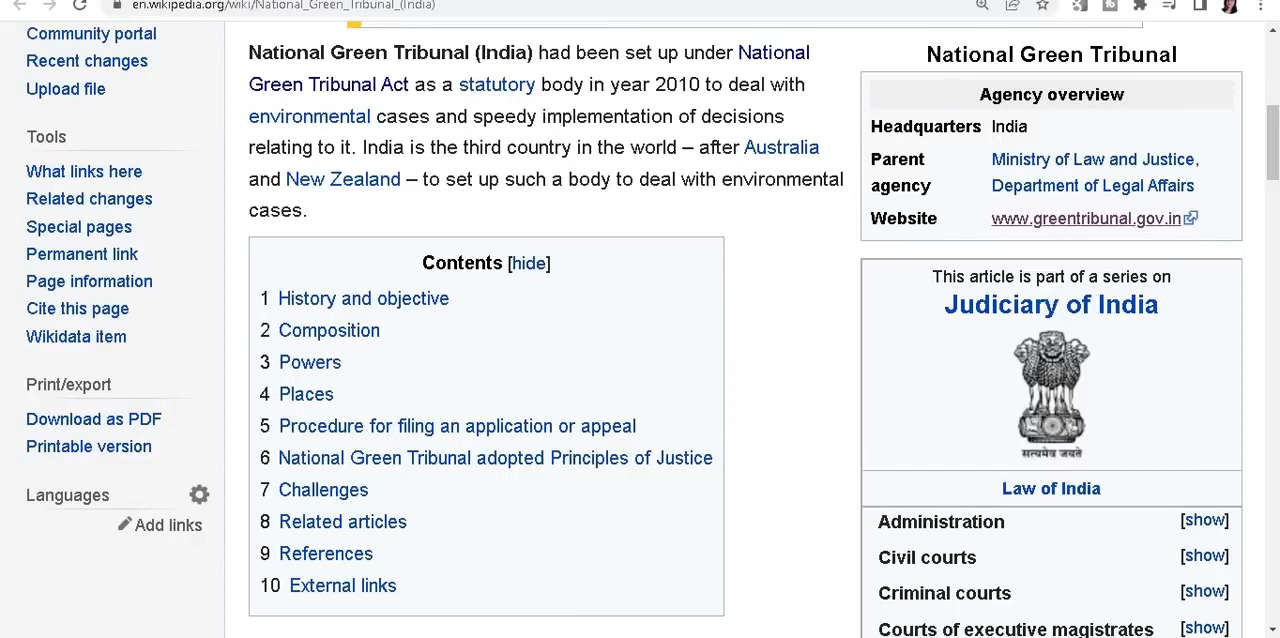 en.wikipedia.org/wiki/National_Green_Tribunal_(India)
Community portal
Recent changes
Upload file
Tools
What links here
Related changes
Special pages
Permanent link
Page information
Cite this page
Wikidata item
Print/export
Download as PDF
Printable version
Languages
Add links
National Green Tribunal (India) had been set up under National
Green Tribunal Act as a statutory body in year 2010 to deal with
environmental cases and speedy implementation of decisions
relating to it. India is the third country in the world – after Australia
and New Zealand – to set up such a body to deal with environmental
cases.
Contents [hide]
1 History and objective
2 Composition
3 Powers
4 Places
5 Procedure for filing an application or appeal
6 National Green Tribunal adopted Principles of Justice
7 Challenges
8 Related articles
9 References
10 External links
National Green Tribunal
Agency overview
Headquarters India
Parent Ministry of Law and Justice,
agency Department of Legal Affairs
Website www.greentribunal.gov.in
This article is part of a series on
Judiciary of India
सत्यमेव जयते
Law of India
Administration [show]
Civil courts [show]
Criminal courts [show]
Courts of executive magistrates [show]